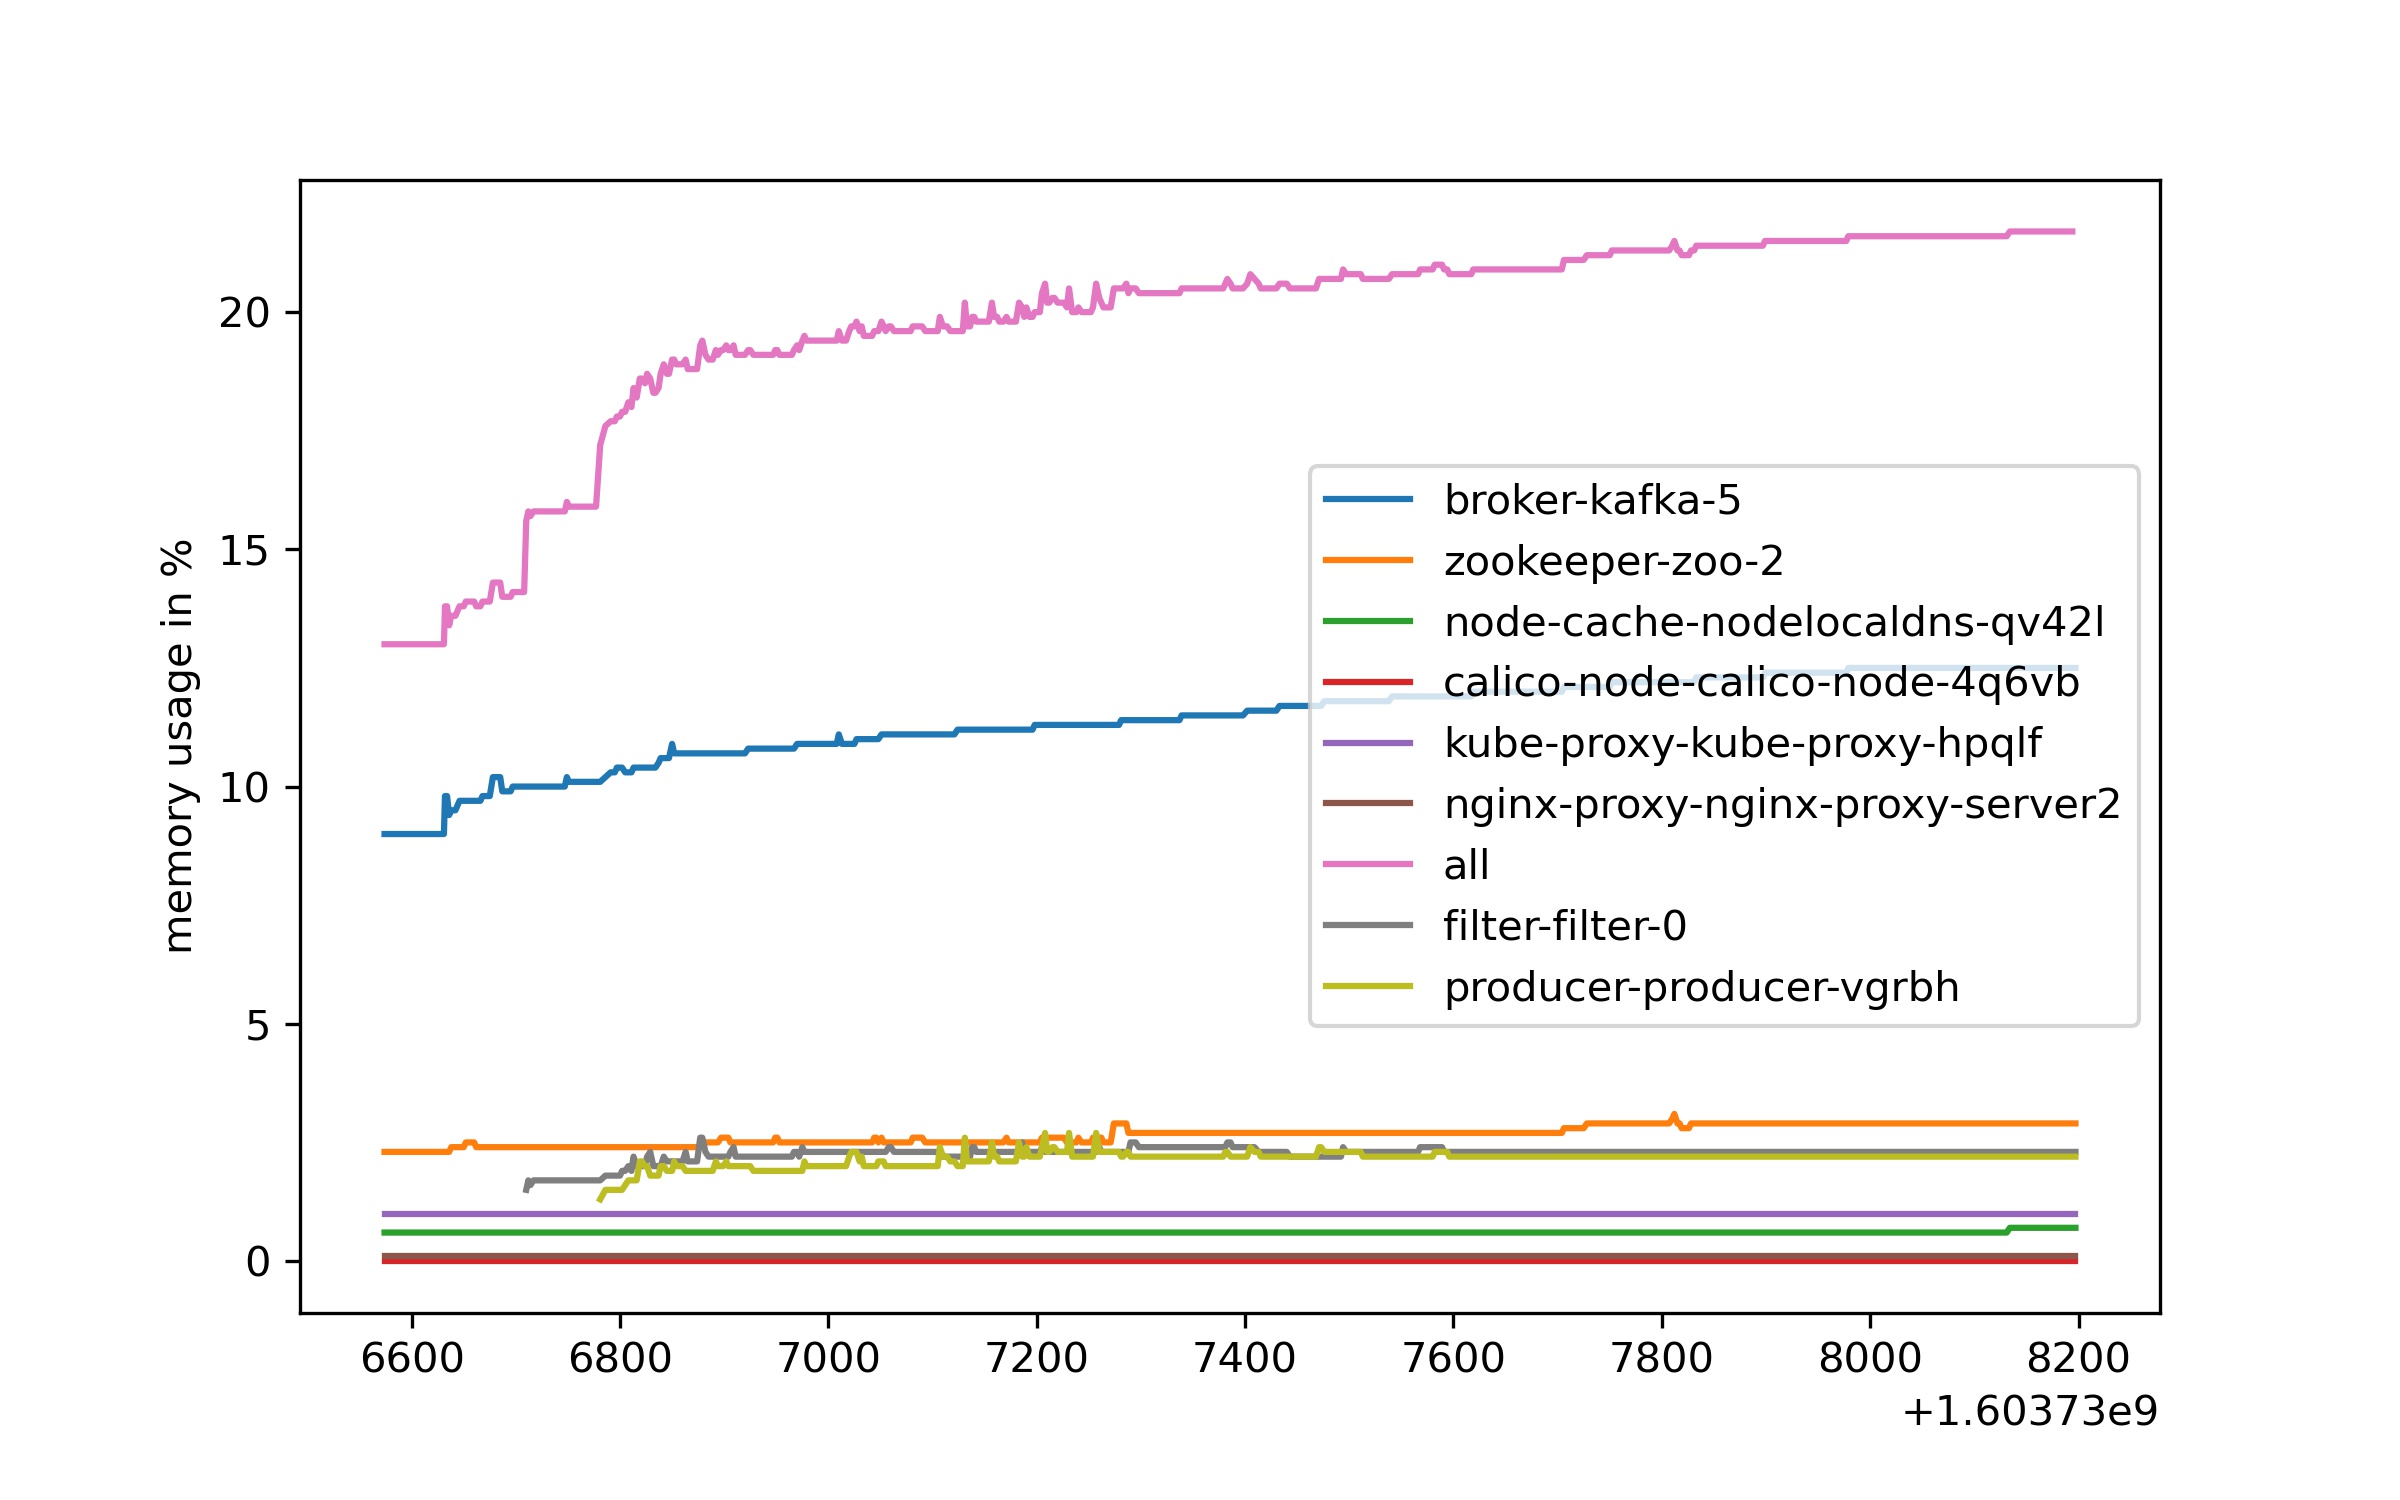 20
15
10
5
0
memory usage in %
broker-kafka-5
zookeeper-zoo-2
node-cache-nodelocaldns-qv42l
calico-node-calico-node-4q6vb
kube-proxy-kube-proxy-hpqlf
nginx-proxy-nginx-proxy-server2
all
filter-filter-0
producer-producer-vgrbh
6600 6800 7000 7200 7400 7600 7800 8000 8200
+1.60373e9